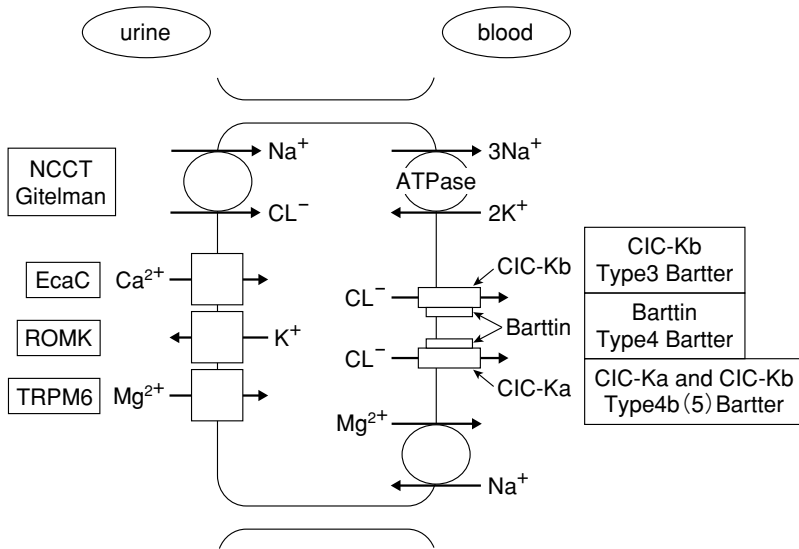 urine
blood
NCCT
Gitelman
Na⁺
CL⁻
3Na⁺
ATPase
2K⁺
EcaC
Ca²⁺
ROMK
K⁺
TRPM6
Mg²⁺
CL⁻
CIC-Kb
Barttin
CL⁻
CIC-Ka
Mg²⁺
Na⁺
CIC-Kb
Type3 Bartter
Barttin
Type4 Bartter
CIC-Ka and CIC-Kb
Type4b(5)Bartter